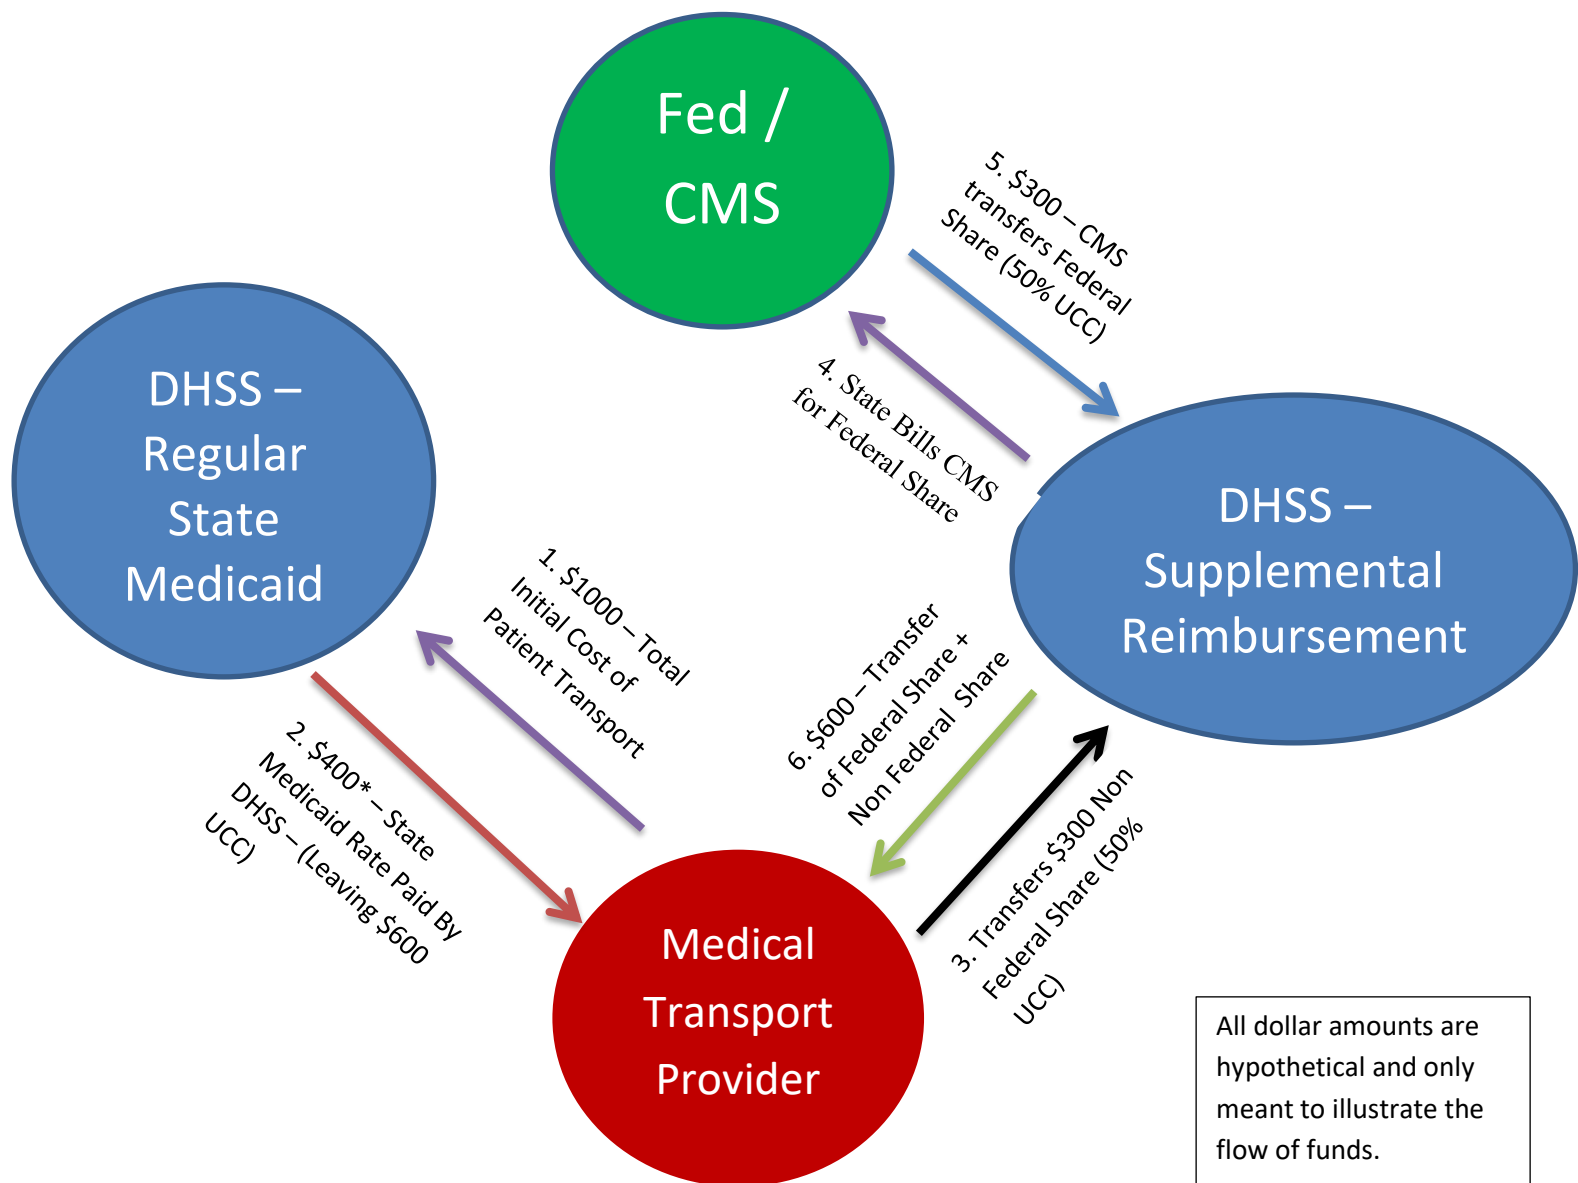 Fed /
CMS
5. $300 – CMS
transfers Federal
Share (50% UCC)
4. State Bills CMS
for Federal Share
DHSS –
Regular
State
Medicaid
DHSS –
Supplemental
Reimbursement
1. $1000 – Total
Initial Cost of
Patient Transport
2. $400* – State
Medicaid Rate Paid By
DHSS – (Leaving $600
UCC)
6. $600 – Transfer
of Federal Share +
Non Federal Share
3. Transfers $300 Non
Federal Share (50%
UCC)
Medical
Transport
Provider
All dollar amounts are
hypothetical and only
meant to illustrate the
flow of funds.